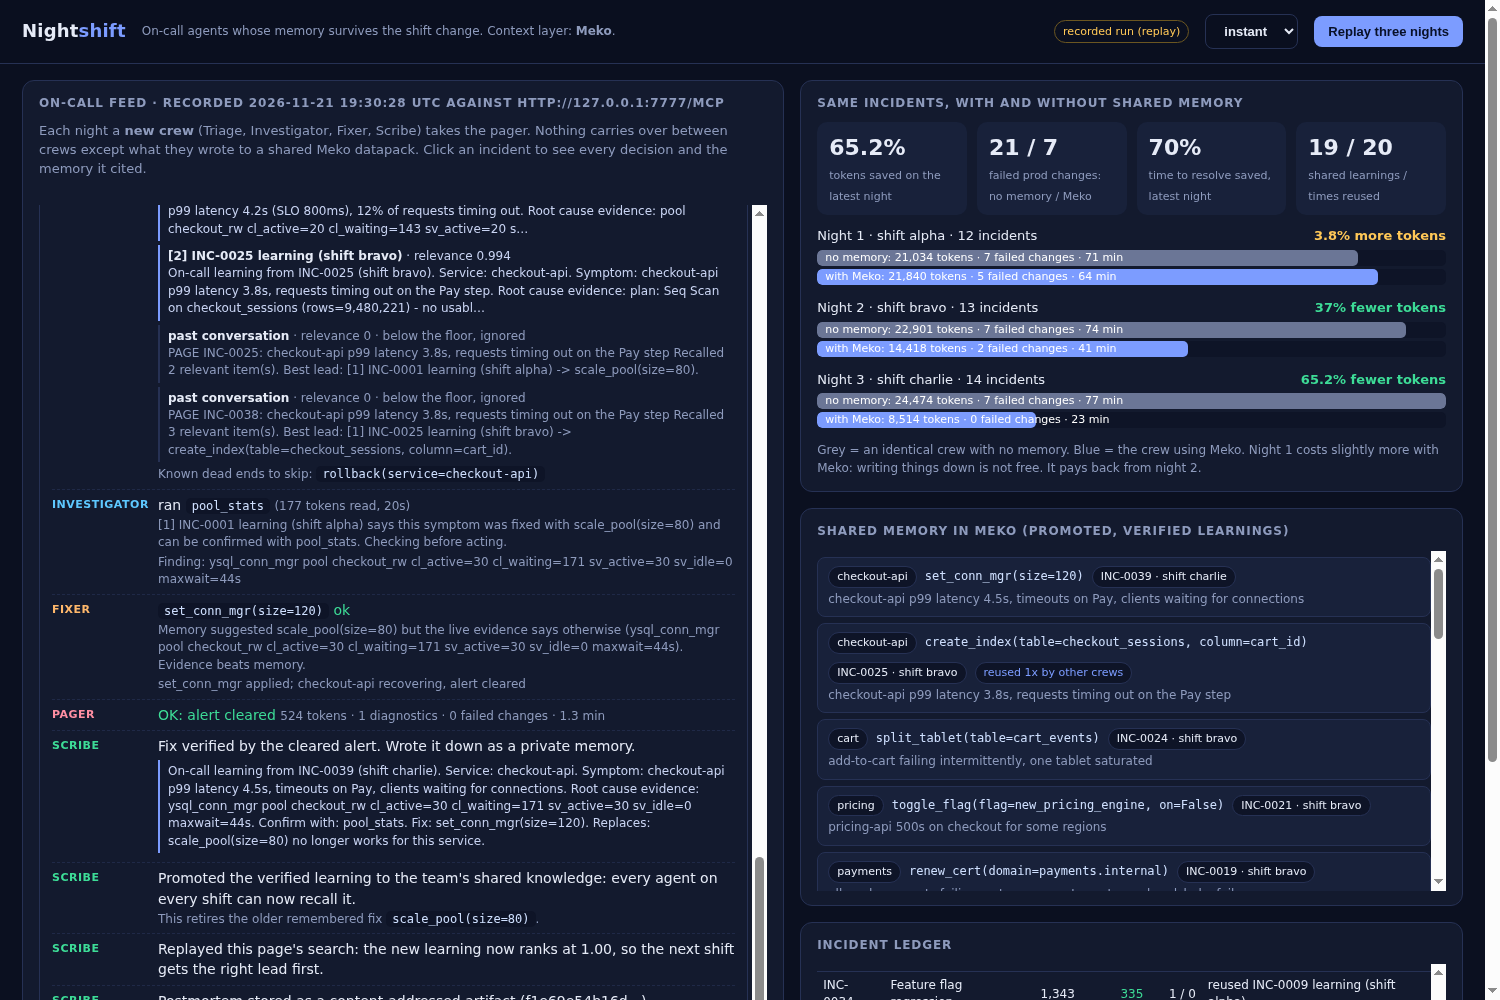 Nightshift
On-call agents whose memory survives the shift change. Context layer: Meko.
recorded run (replay)
instant
Replay three nights
ON-CALL FEED · RECORDED 2026-11-21 19:30:28 UTC AGAINST HTTP://127.0.0.1:7777/MCP
Each night a new crew (Triage, Investigator, Fixer, Scribe) takes the pager. Nothing carries over between
crews except what they wrote to a shared Meko datapack. Click an incident to see every decision and the
memory it cited.
p99 latency 4.2s (SLO 800ms), 12% of requests timing out. Root cause evidence: pool
checkout_rw cl_active=20 cl_waiting=143 sv_active=20 s...
[2] INC-0025 learning (shift bravo) · relevance 0.994
On-call learning from INC-0025 (shift bravo). Service: checkout-api. Symptom: checkout-api
p99 latency 3.8s, requests timing out on the Pay step. Root cause evidence: plan: Seq Scan
on checkout_sessions (rows=9,480,221) - no usabl...
past conversation · relevance 0 · below the floor, ignored
PAGE INC-0025: checkout-api p99 latency 3.8s, requests timing out on the Pay step Recalled
2 relevant item(s). Best lead: [1] INC-0001 learning (shift alpha) -> scale_pool(size=80).
past conversation · relevance 0 · below the floor, ignored
PAGE INC-0038: checkout-api p99 latency 3.8s, requests timing out on the Pay step Recalled
3 relevant item(s). Best lead: [1] INC-0025 learning (shift bravo) ->
create_index(table=checkout_sessions, column=cart_id).
Known dead ends to skip: rollback(service=checkout-api)
INVESTIGATOR ran pool_stats (177 tokens read, 20s)
[1] INC-0001 learning (shift alpha) says this symptom was fixed with scale_pool(size=80) and
can be confirmed with pool_stats. Checking before acting.
Finding: ysql_conn_mgr pool checkout_rw cl_active=30 cl_waiting=171 sv_active=30 sv_idle=0
maxwait=44s
FIXER set_conn_mgr(size=120) ok
Memory suggested scale_pool(size=80) but the live evidence says otherwise (ysql_conn_mgr
pool checkout_rw cl_active=30 cl_waiting=171 sv_active=30 sv_idle=0 maxwait=44s).
Evidence beats memory.
set_conn_mgr applied; checkout-api recovering, alert cleared
PAGER OK: alert cleared 524 tokens · 1 diagnostics · 0 failed changes · 1.3 min
SCRIBE Fix verified by the cleared alert. Wrote it down as a private memory.
On-call learning from INC-0039 (shift charlie). Service: checkout-api. Symptom: checkout-api
p99 latency 4.5s, timeouts on Pay, clients waiting for connections. Root cause evidence:
ysql_conn_mgr pool checkout_rw cl_active=30 cl_waiting=171 sv_active=30 sv_idle=0
maxwait=44s. Confirm with: pool_stats. Fix: set_conn_mgr(size=120). Replaces:
scale_pool(size=80) no longer works for this service.
SCRIBE Promoted the verified learning to the team's shared knowledge: every agent on
every shift can now recall it.
This retires the older remembered fix scale_pool(size=80) .
SCRIBE Replayed this page's search: the new learning now ranks at 1.00, so the next shift
gets the right lead first.
SAME INCIDENTS, WITH AND WITHOUT SHARED MEMORY
65.2%
tokens saved on the
latest night
21 / 7
failed prod changes:
no memory / Meko
70%
time to resolve saved,
latest night
19 / 20
shared learnings /
times reused
Night 1 · shift alpha · 12 incidents 3.8% more tokens
no memory: 21,034 tokens · 7 failed changes · 71 min
with Meko: 21,840 tokens · 5 failed changes · 64 min
Night 2 · shift bravo · 13 incidents 37% fewer tokens
no memory: 22,901 tokens · 7 failed changes · 74 min
with Meko: 14,418 tokens · 2 failed changes · 41 min
Night 3 · shift charlie · 14 incidents 65.2% fewer tokens
no memory: 24,474 tokens · 7 failed changes · 77 min
with Meko: 8,514 tokens · 0 failed changes · 23 min
Grey = an identical crew with no memory. Blue = the crew using Meko. Night 1 costs slightly more with
Meko: writing things down is not free. It pays back from night 2.
SHARED MEMORY IN MEKO (PROMOTED, VERIFIED LEARNINGS)
checkout-api set_conn_mgr(size=120) INC-0039 · shift charlie
checkout-api p99 latency 4.5s, timeouts on Pay, clients waiting for connections
checkout-api create_index(table=checkout_sessions, column=cart_id)
INC-0025 · shift bravo reused 1x by other crews
checkout-api p99 latency 3.8s, requests timing out on the Pay step
cart split_tablet(table=cart_events) INC-0024 · shift bravo
add-to-cart failing intermittently, one tablet saturated
pricing toggle_flag(flag=new_pricing_engine, on=False) INC-0021 · shift bravo
pricing-api 500s on checkout for some regions
payments renew_cert(domain=payments.internal) INC-0019 · shift bravo
INCIDENT LEDGER
INC- Feature flag 1,343 335 1 / 0 reused INC-0009 learning (shift